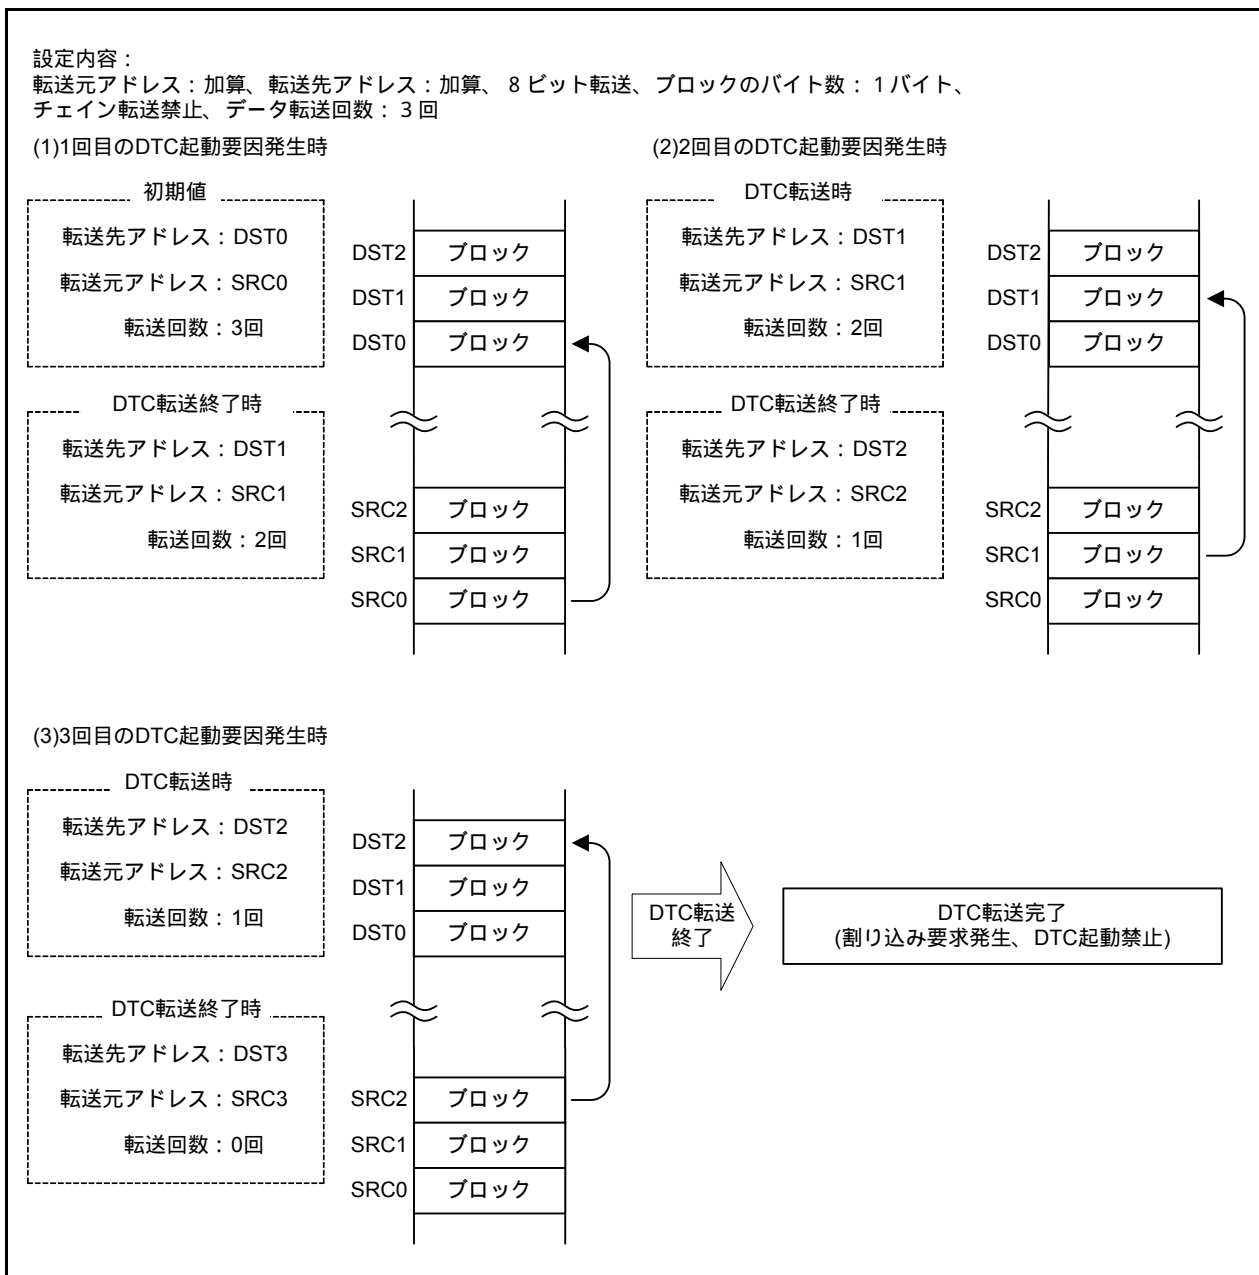 設定内容：
転送元アドレス：加算、転送先アドレス：加算、8ビット転送、ブロックのバイト数：1バイト、
チェイン転送禁止、データ転送回数：3回
(1)1回目のDTC起動要因発生時
初期値
転送先アドレス：DST0
転送元アドレス：SRC0
転送回数：3回
DTC転送終了時
転送先アドレス：DST1
転送元アドレス：SRC1
転送回数：2回
DST2 ブロック
DST1 ブロック
DST0 ブロック
SRC2 ブロック
SRC1 ブロック
SRC0 ブロック
(2)2回目のDTC起動要因発生時
DTC転送時
転送先アドレス：DST1
転送元アドレス：SRC1
転送回数：2回
DTC転送終了時
転送先アドレス：DST2
転送元アドレス：SRC2
転送回数：1回
DST2 ブロック
DST1 ブロック
DST0 ブロック
SRC2 ブロック
SRC1 ブロック
SRC0 ブロック
(3)3回目のDTC起動要因発生時
DTC転送時
転送先アドレス：DST2
転送元アドレス：SRC2
転送回数：1回
DTC転送終了時
転送先アドレス：DST3
転送元アドレス：SRC3
転送回数：0回
DST2 ブロック
DST1 ブロック
DST0 ブロック
SRC2 ブロック
SRC1 ブロック
SRC0 ブロック
DTC転送
終了
DTC転送完了
(割り込み要求発生、DTC起動禁止)